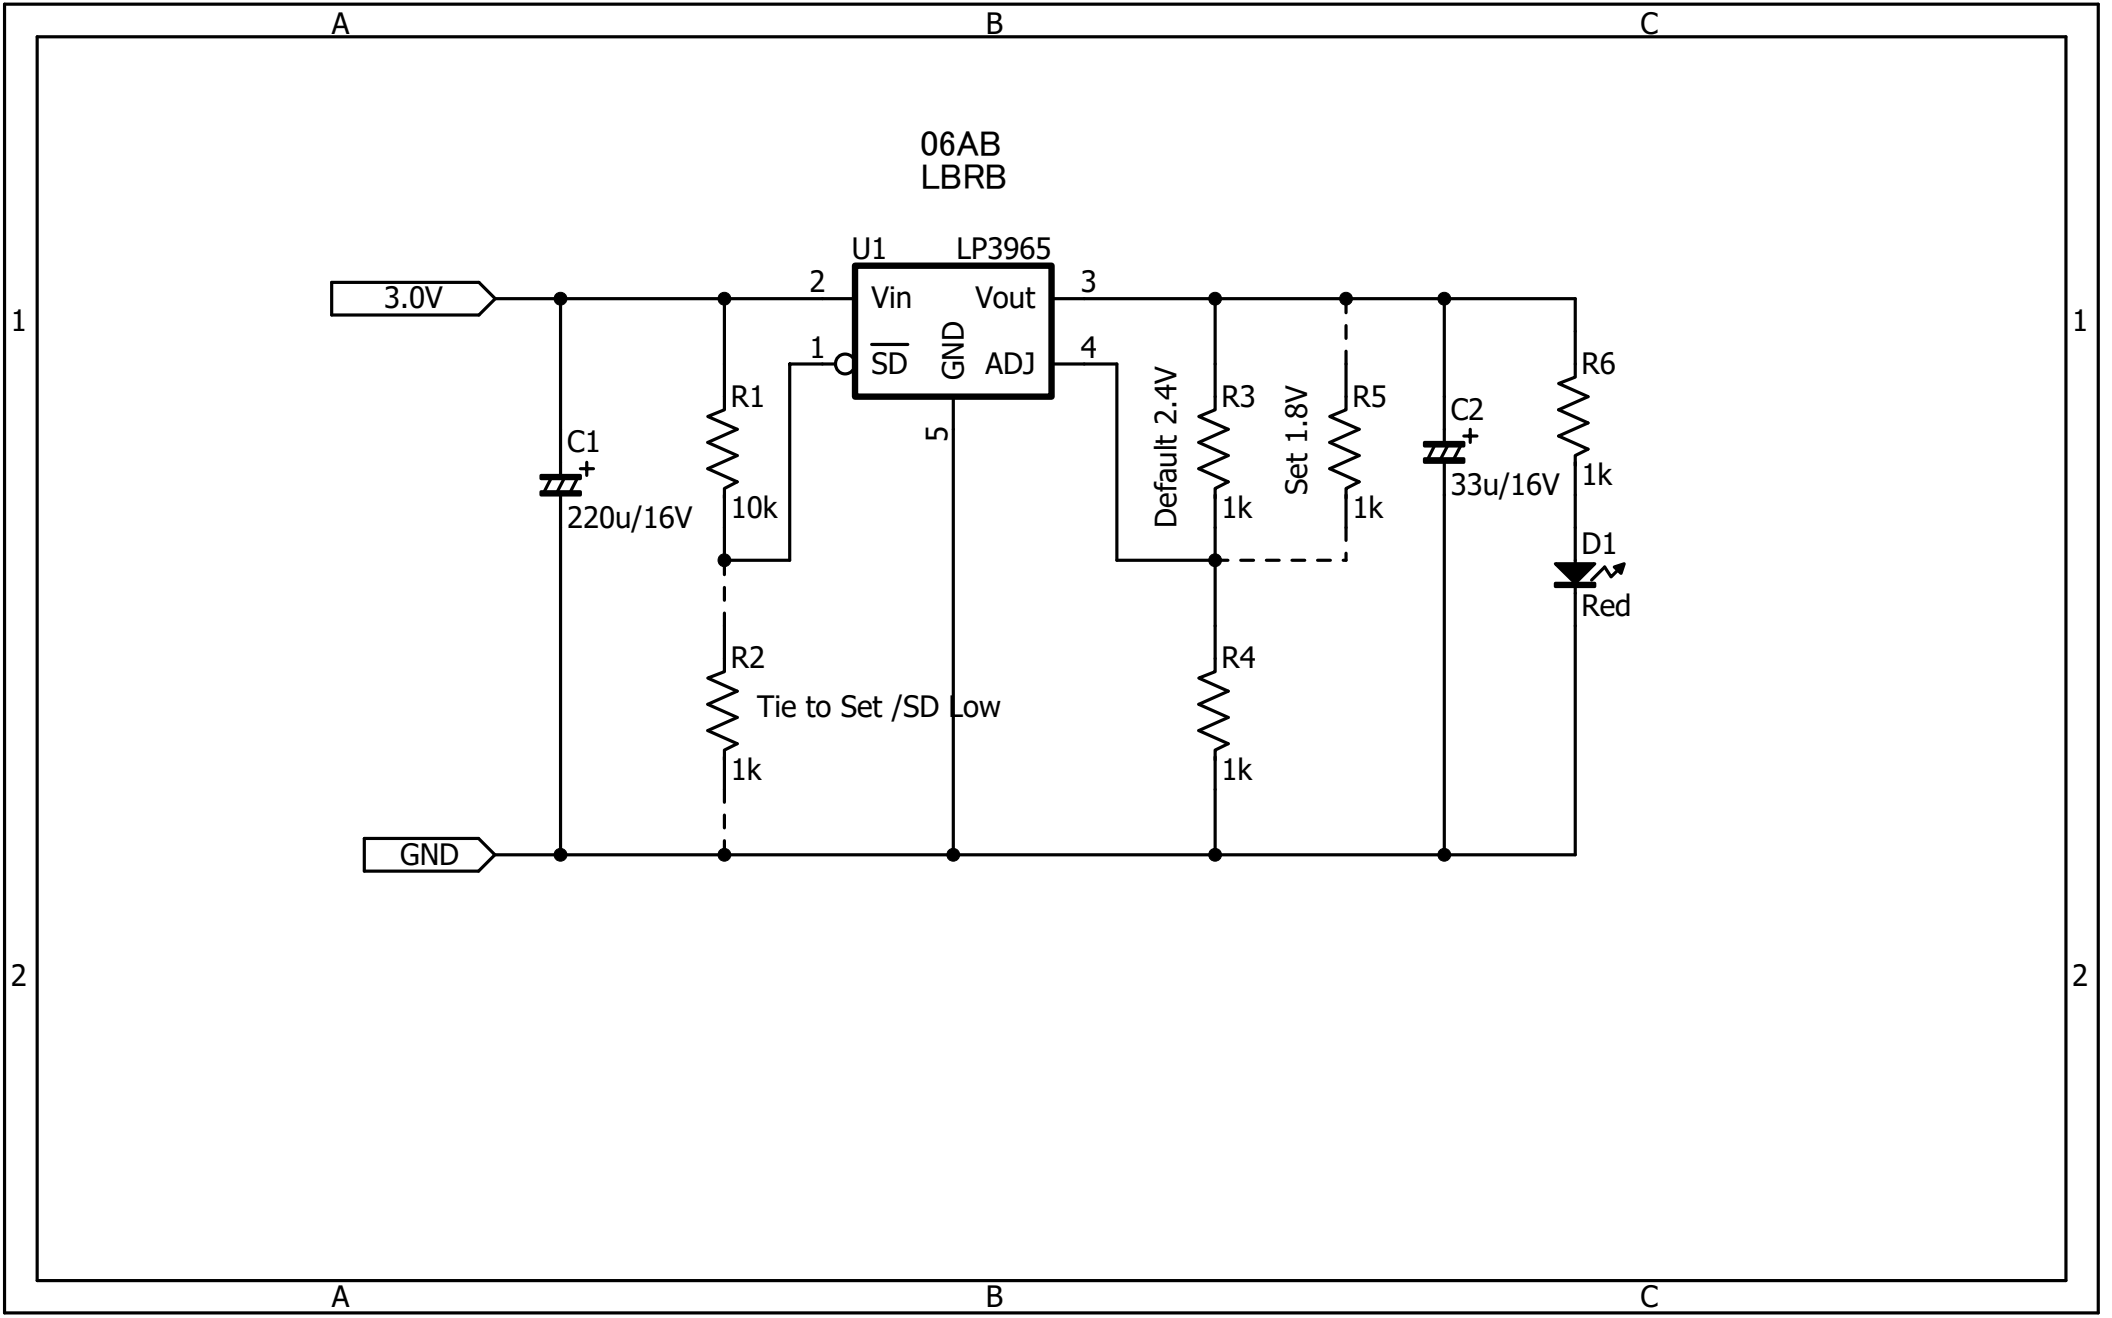 A
B
C
06AB
LBRB
U1
LP3965
3.0V
2
Vin
Vout
3
1
SD
GND
ADJ
4
1
1
5
C1
+
220u/16V
R1
10k
Default 2.4V
R3
1k
Set 1.8V
R5
1k
C2
+
33u/16V
R6
1k
D1
Red
R2
Tie to Set /SD Low
1k
R4
1k
GND
2
2
A
B
C